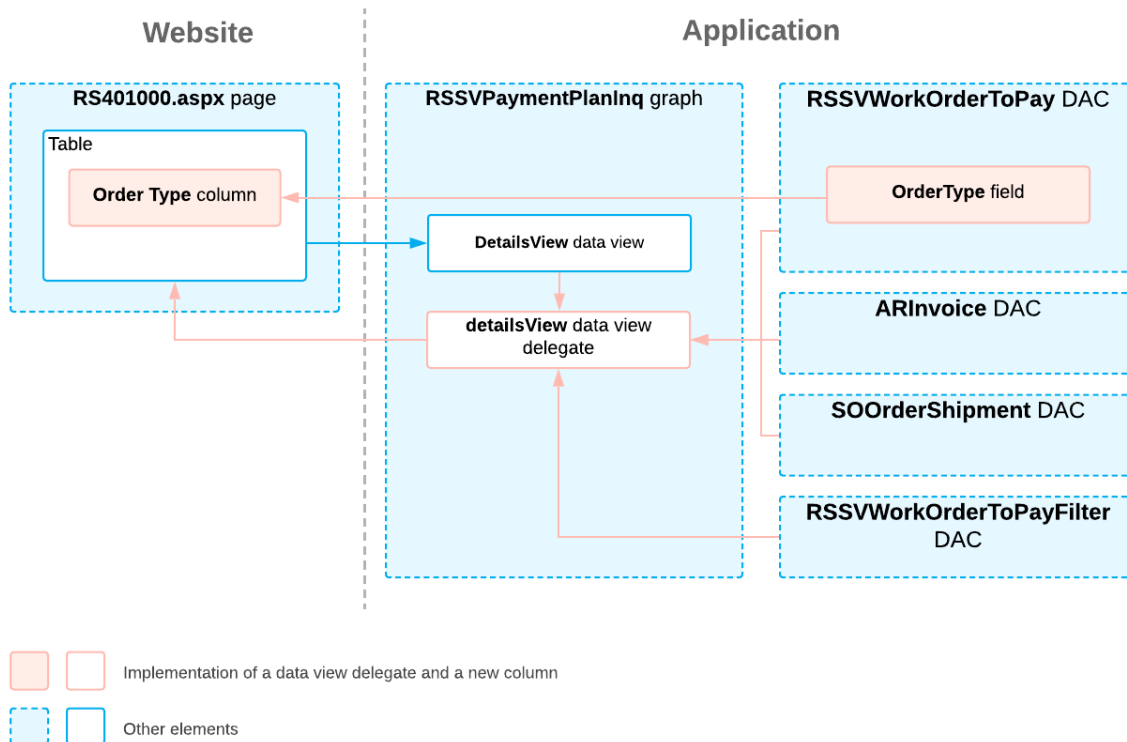 Website
Application
RS401000.aspx page
Table
Order Type column
RSSVPaymentPlanInq graph
DetailsView data view
detailsView data view
delegate
RSSVWorkOrderToPay DAC
OrderType field
ARInvoice DAC
SOOrderShipment DAC
RSSVWorkOrderToPayFilter
DAC
Implementation of a data view delegate and a new column
Other elements